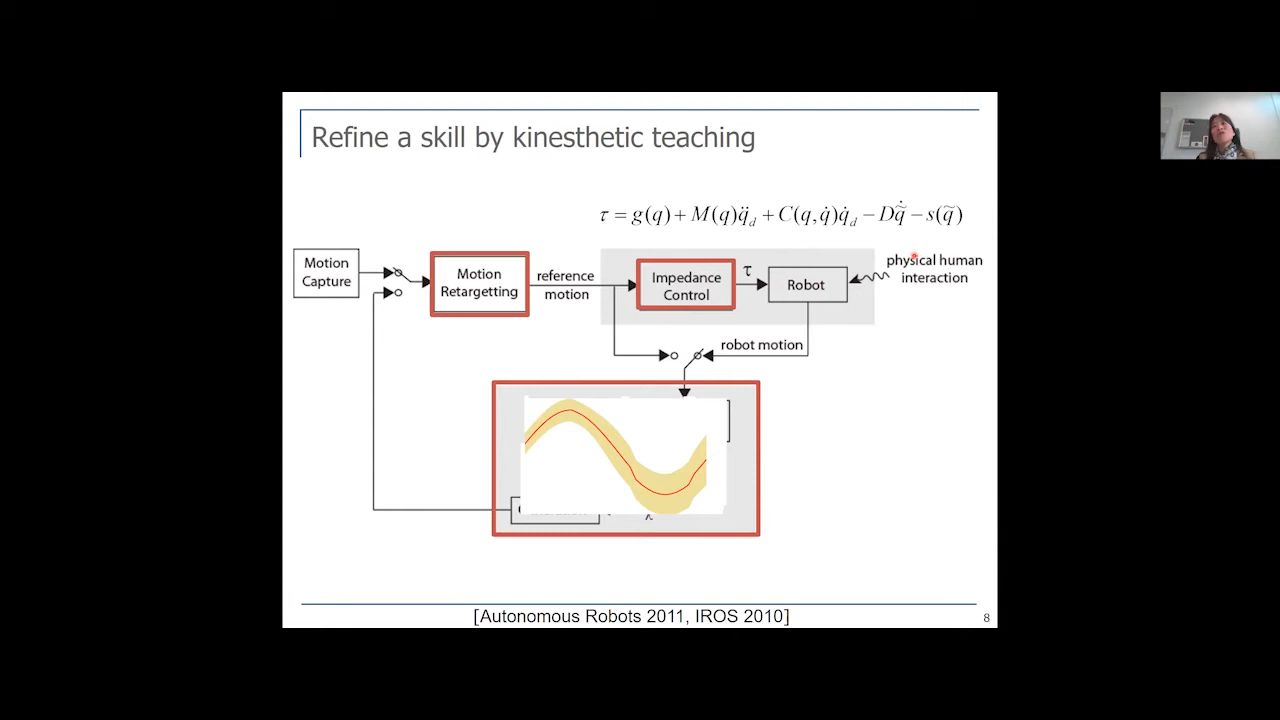 Refine a skill by kinesthetic teaching
τ = g(q) + M(q)q̈_d + C(q, q̇)q̇_d − Dq̃̇ − s(q̃)
Motion
Capture
Motion
Retargetting
reference
motion
Impedance
Control
τ
Robot
physical human
interaction
robot motion
[Autonomous Robots 2011, IROS 2010]
8